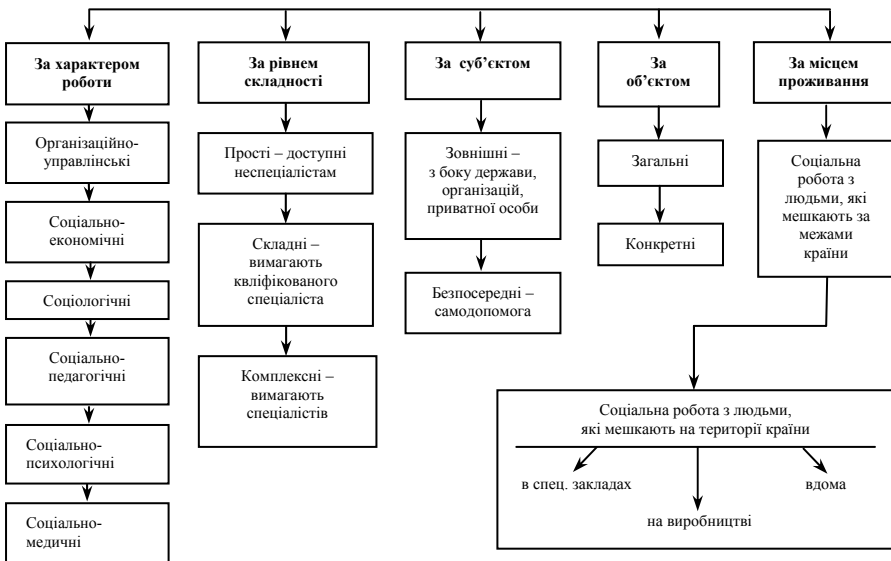 За характером
роботи
Організаційно-
управлінські
Соціально-
економічні
Соціологічні
Соціально-
педагогічні
Соціально-
психологічні
Соціально-
медичні
За рівнем
складності
Прості – доступні
неспеціалістам
Складні –
вимагають
квліфікованого
спеціаліста
Комплексні –
вимагають
спеціалістів
За суб’єктом
Зовнішні –
з боку держави,
організацій,
приватної особи
Безпосередні –
самодопомога
За
об’єктом
Загальні
Конкретні
За місцем
проживання
Соціальна
робота з
людьми, які
мешкають за
межами
країни
Соціальна робота з людьми,
які мешкають на території країни
в спец. закладах
вдома
на виробництві